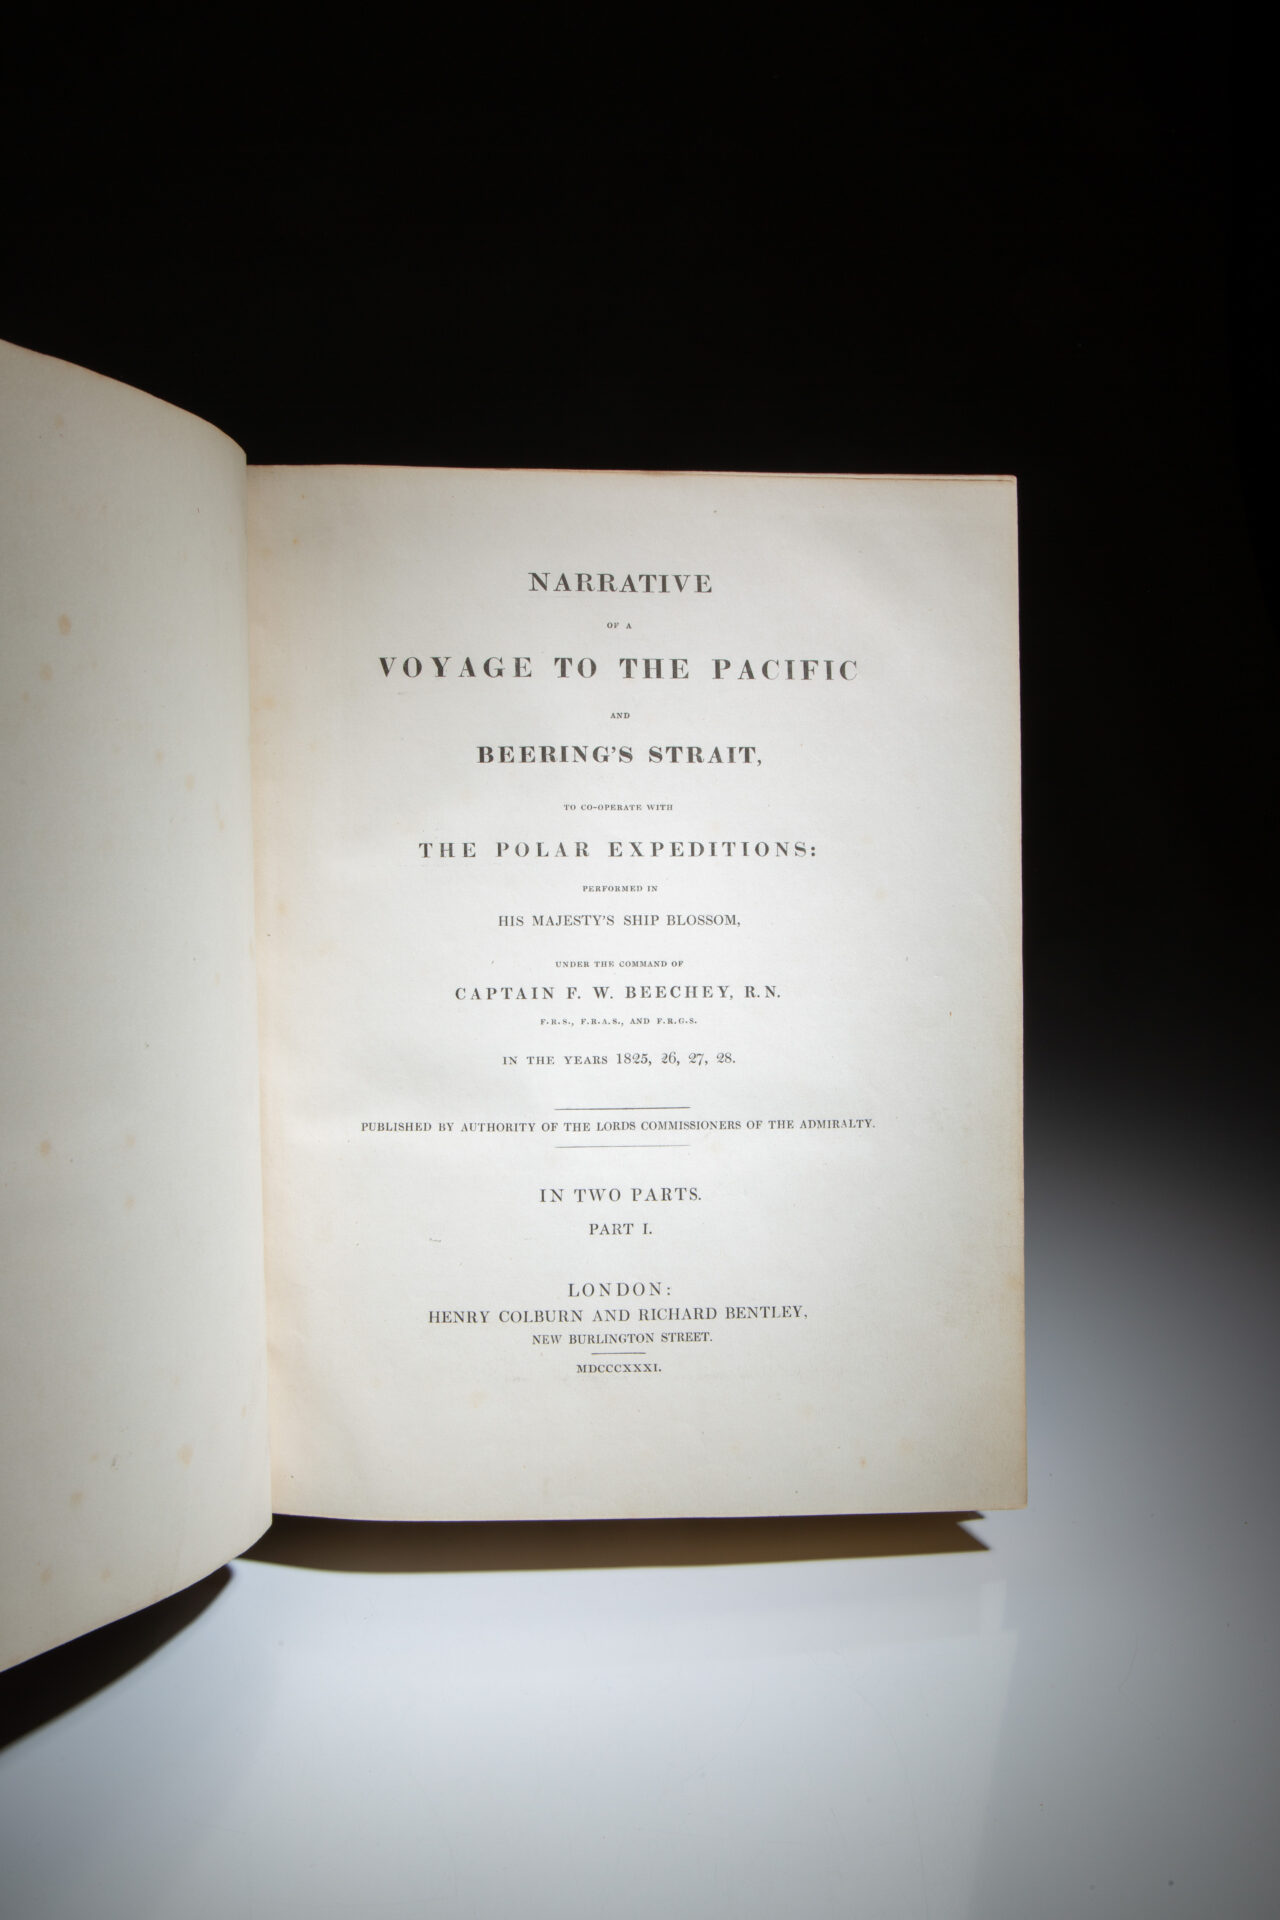 NARRATIVE
OF A
VOYAGE TO THE PACIFIC
AND
BEERING'S STRAIT,
TO CO-OPERATE WITH
THE POLAR EXPEDITIONS:
PERFORMED IN
HIS MAJESTY'S SHIP BLOSSOM,
UNDER THE COMMAND OF
CAPTAIN F. W. BEECHEY, R.N.
F.R.S., F.R.A.S., AND F.R.G.S.
IN THE YEARS 1825, 26, 27, 28.
PUBLISHED BY AUTHORITY OF THE LORDS COMMISSIONERS OF THE ADMIRALTY.
IN TWO PARTS.
PART I.
LONDON:
HENRY COLBURN AND RICHARD BENTLEY,
NEW BURLINGTON STREET.
MDCCCXXXI.